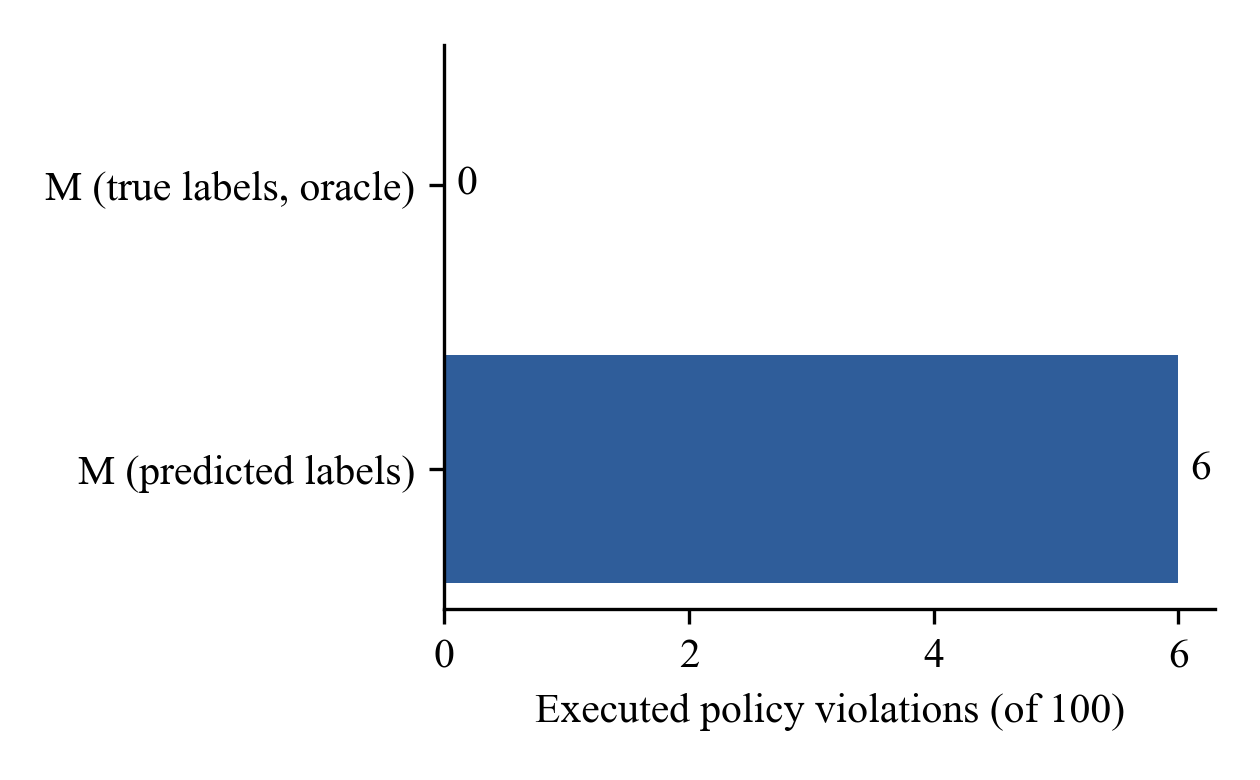 M (true labels, oracle)
0
M (predicted labels)
6
0 2 4 6
Executed policy violations (of 100)